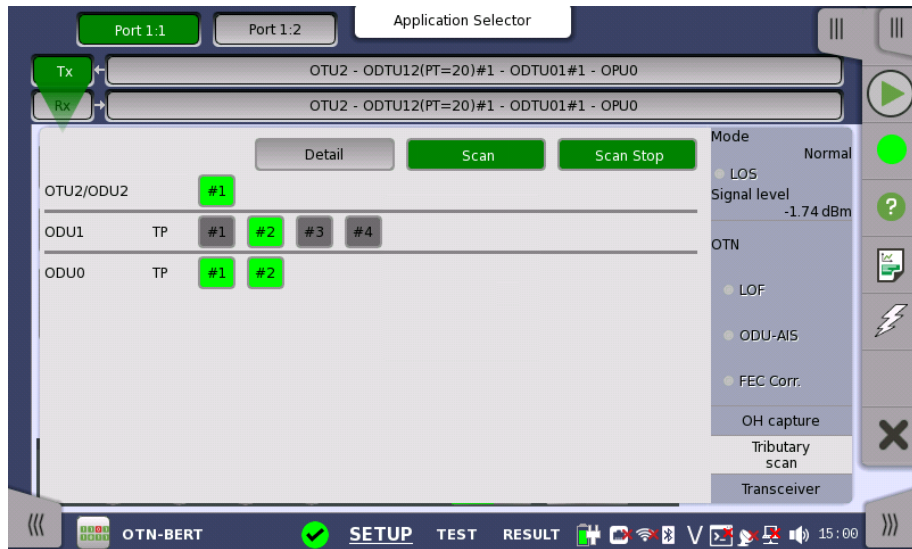 Port 1:1
Port 1:2
Application Selector
Tx
OTU2 - ODTU12(PT=20)#1 - ODTU01#1 - OPU0
Rx
OTU2 - ODTU12(PT=20)#1 - ODTU01#1 - OPU0
Detail
Scan
Scan Stop
OTU2/ODU2 #1
ODU1 TP #1 #2 #3 #4
ODU0 TP #1 #2
Mode
Normal
LOS
Signal level
-1.74 dBm
OTN
LOF
ODU-AIS
FEC Corr.
OH capture
Tributary
scan
Transceiver
OTN-BERT
SETUP
TEST
RESULT
15:00